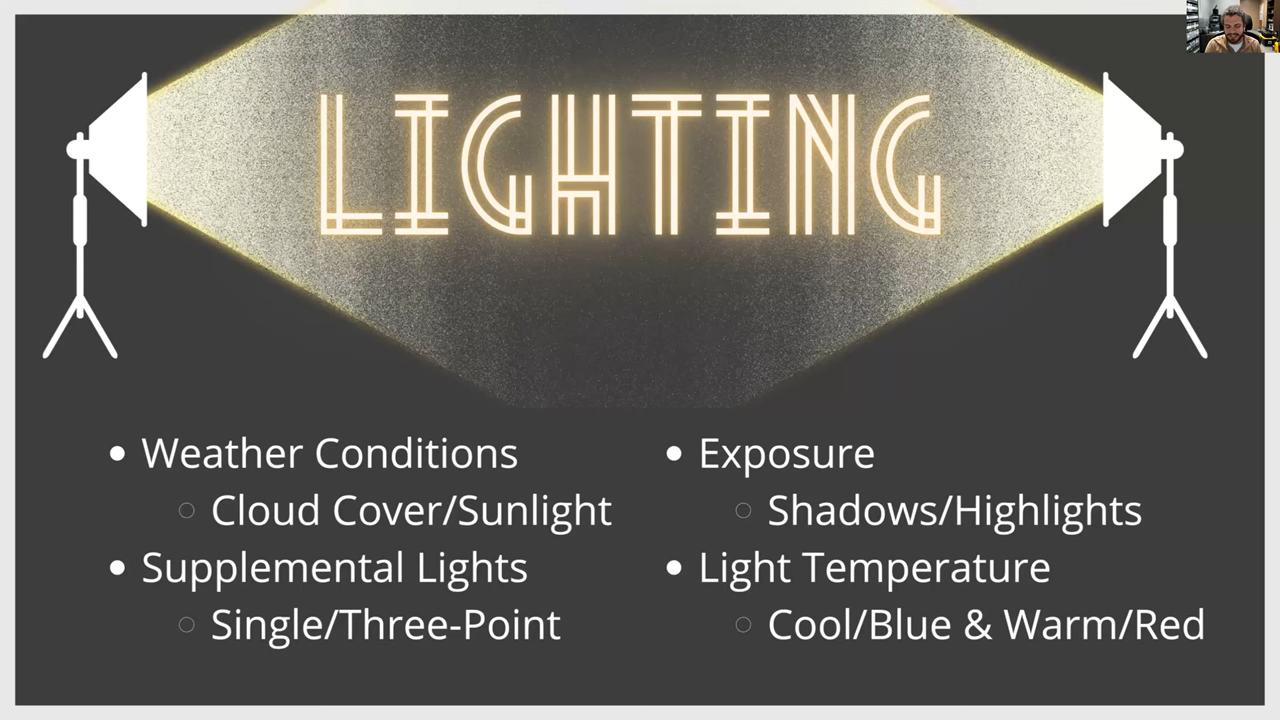 LIGHTING
Weather Conditions
Cloud Cover/Sunlight
Supplemental Lights
Single/Three-Point
Exposure
Shadows/Highlights
Light Temperature
Cool/Blue & Warm/Red